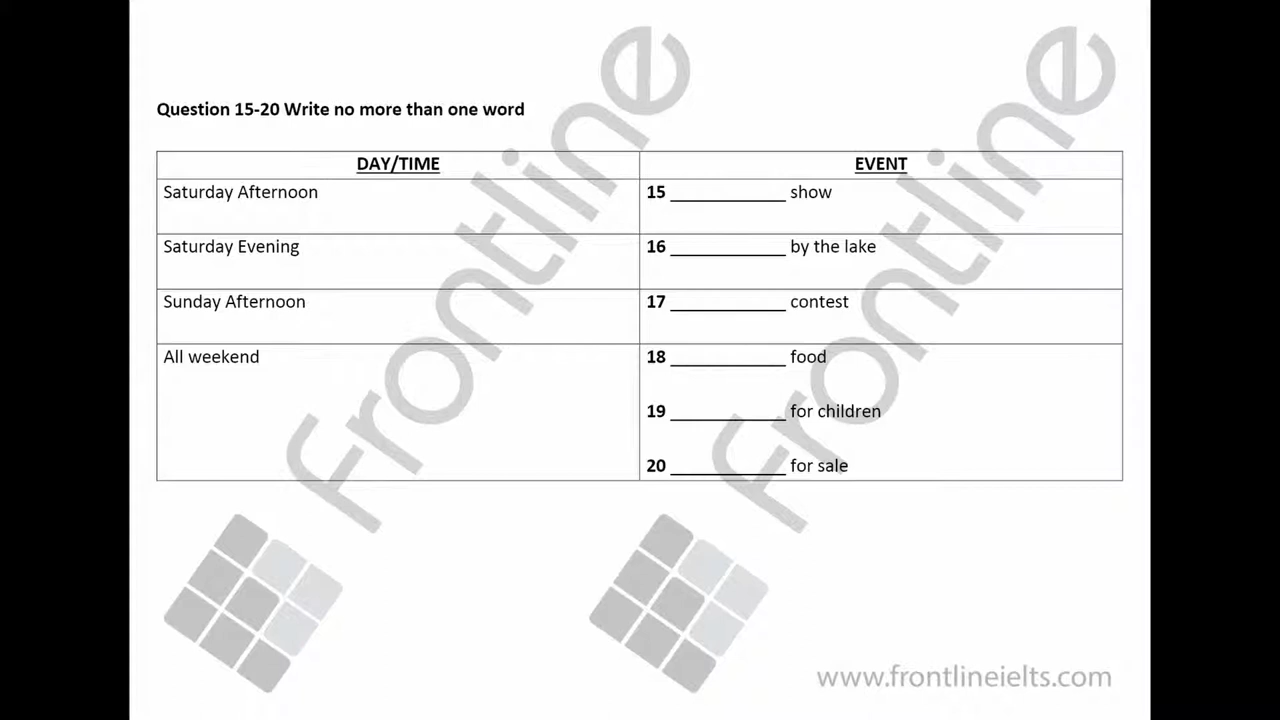 Question 15-20 Write no more than one word
DAY/TIME EVENT
Saturday Afternoon 15 ____________ show
Saturday Evening 16 ____________ by the lake
Sunday Afternoon 17 ____________ contest
All weekend 18 ____________ food
19 ____________ for children
20 ____________ for sale
frontline
frontline
www.frontlineielts.com